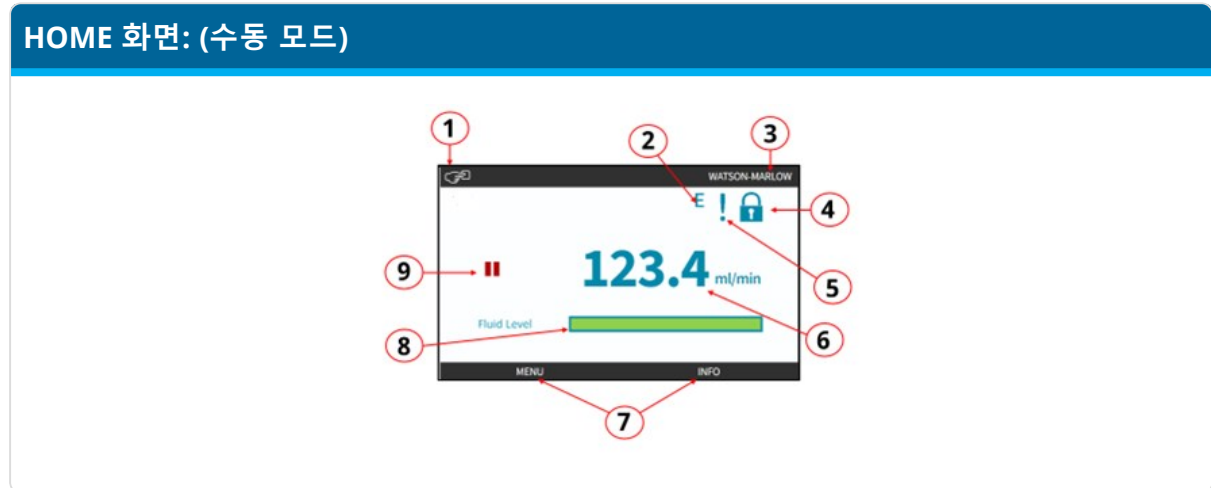 HOME 화면: (수동 모드)
1
2
3
WATSON-MARLOW
E ! 4
5
9
123.4 ml/min
6
Fluid Level
8
MENU INFO
7